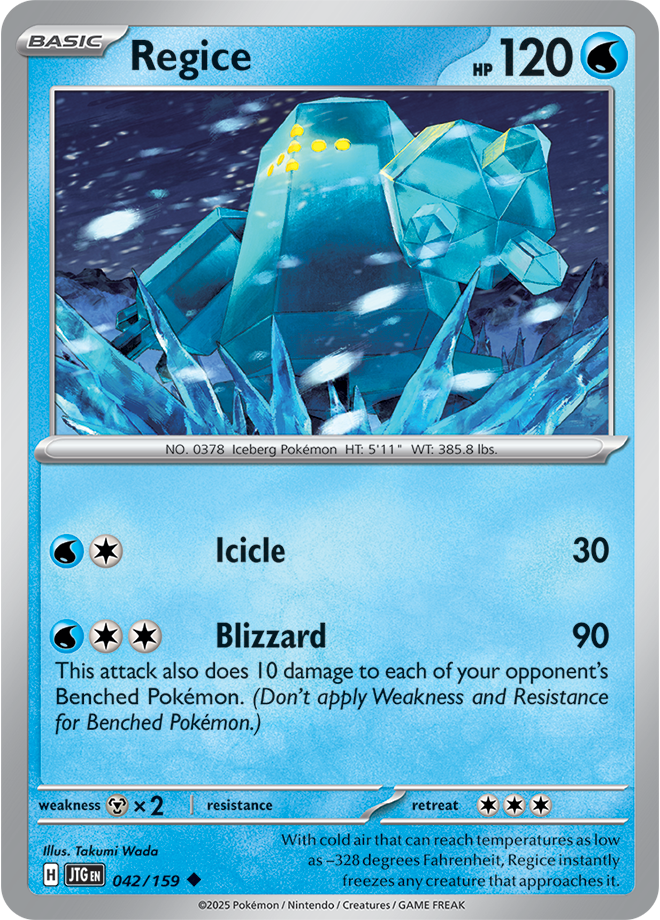 BASIC Regice HP 120
NO. 0378 Iceberg Pokémon HT: 5'11" WT: 385.8 lbs.
Icicle 30
Blizzard 90
This attack also does 10 damage to each of your opponent's
Benched Pokémon. (Don't apply Weakness and Resistance
for Benched Pokémon.)
weakness ×2 resistance retreat
Illus. Takumi Wada
H JTG EN 042/159
With cold air that can reach temperatures as low
as −328 degrees Fahrenheit, Regice instantly
freezes any creature that approaches it.
©2025 Pokémon / Nintendo / Creatures / GAME FREAK